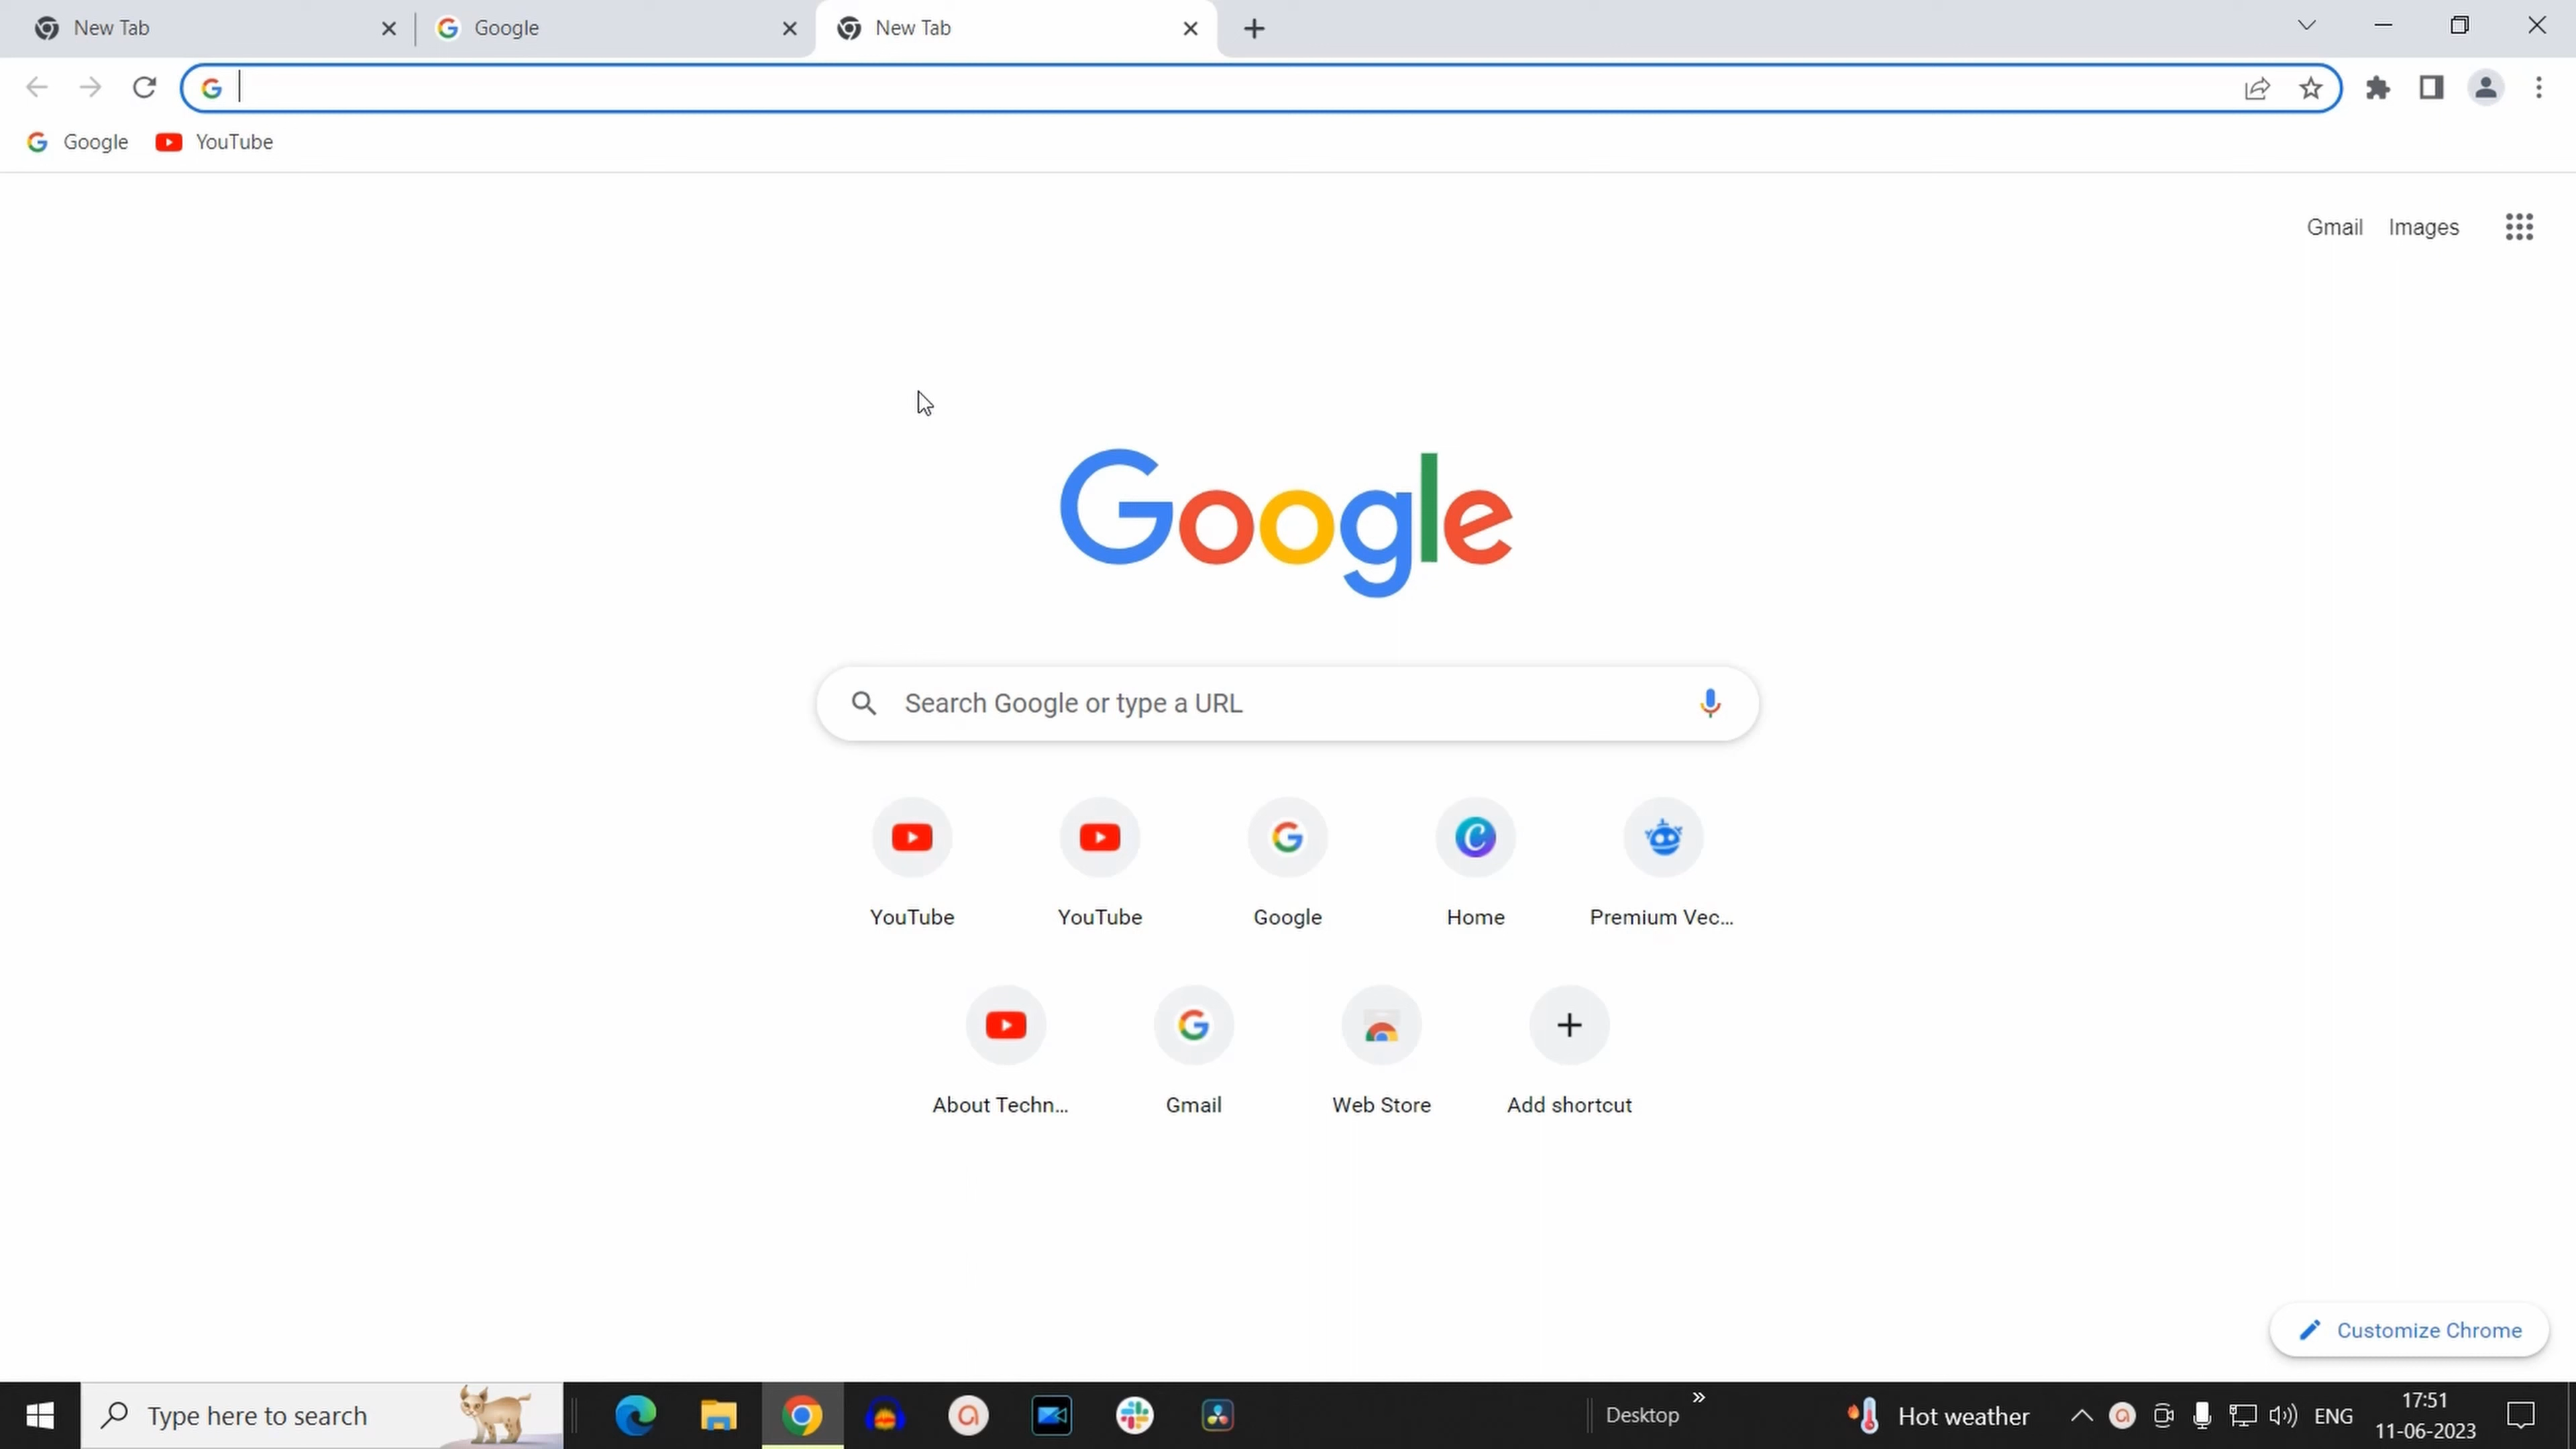 New Tab
Google
New Tab
Google
YouTube
Gmail
Images
Google
Search Google or type a URL
YouTube
YouTube
Google
Home
Premium Vec...
About Techn...
Gmail
Web Store
Add shortcut
Customize Chrome
Type here to search
Desktop
Hot weather
ENG
17:51
11-06-2023